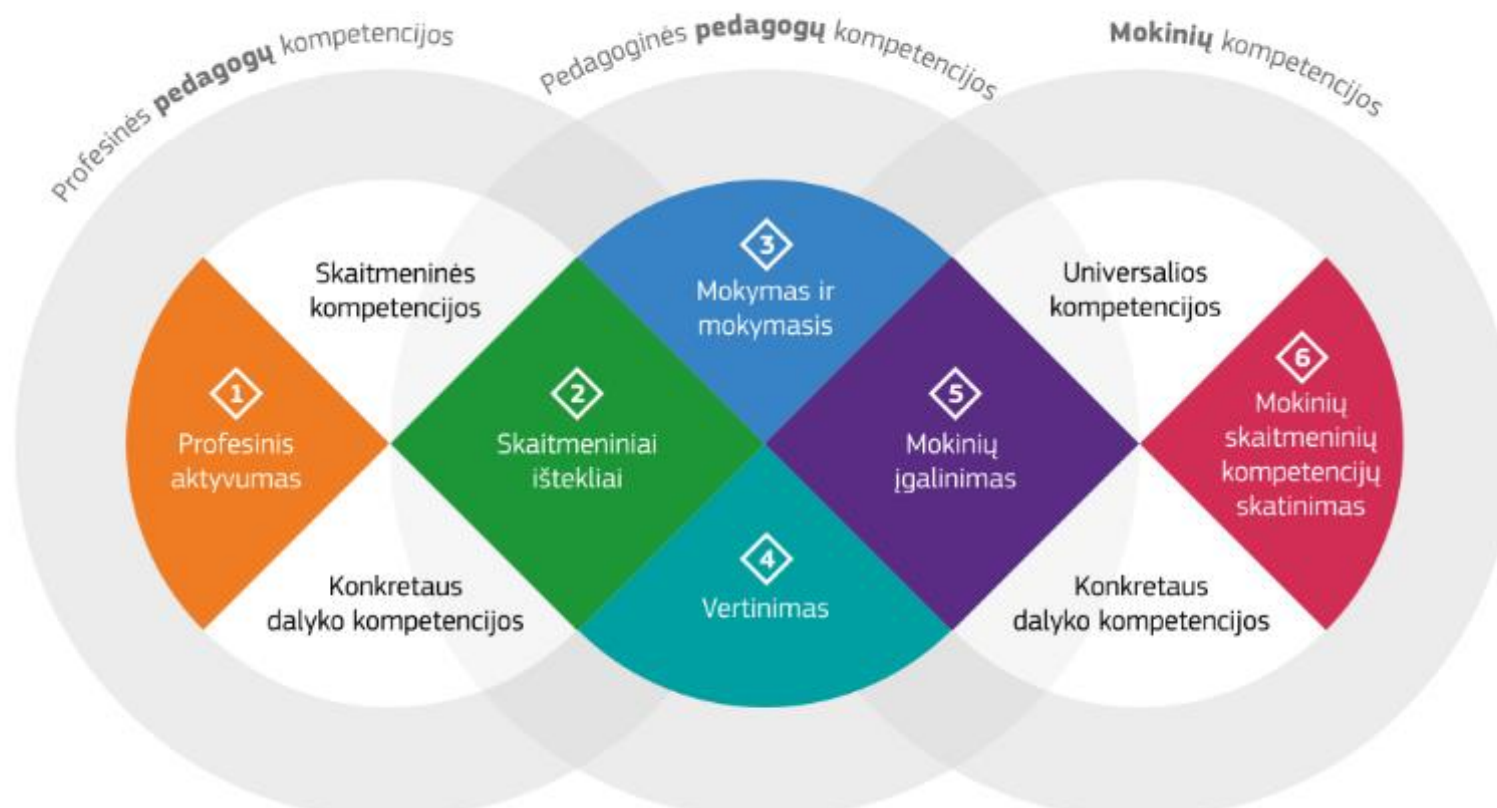 Profesinės pedagogų kompetencijos
Pedagoginės pedagogų kompetencijos
Mokinių kompetencijos
Skaitmeninės
kompetencijos
3
Mokymas ir
mokymasis
Universalios
kompetencijos
1
Profesinis
aktyvumas
2
Skaitmeniniai
ištekliai
5
Mokinių
įgalinimas
6
Mokinių
skaitmeninių
kompetencijų
skatinimas
Konkretaus
dalyko kompetencijos
4
Vertinimas
Konkretaus
dalyko kompetencijos